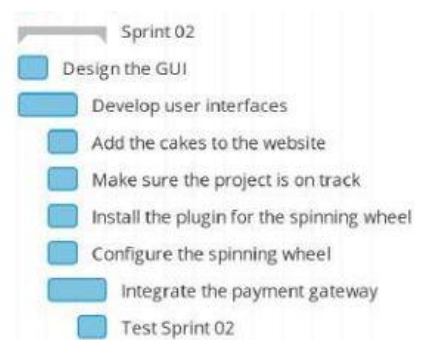 Sprint 02
Design the GUI
Develop user interfaces
Add the cakes to the website
Make sure the project is on track
Install the plugin for the spinning wheel
Configure the spinning wheel
Integrate the payment gateway
Test Sprint 02